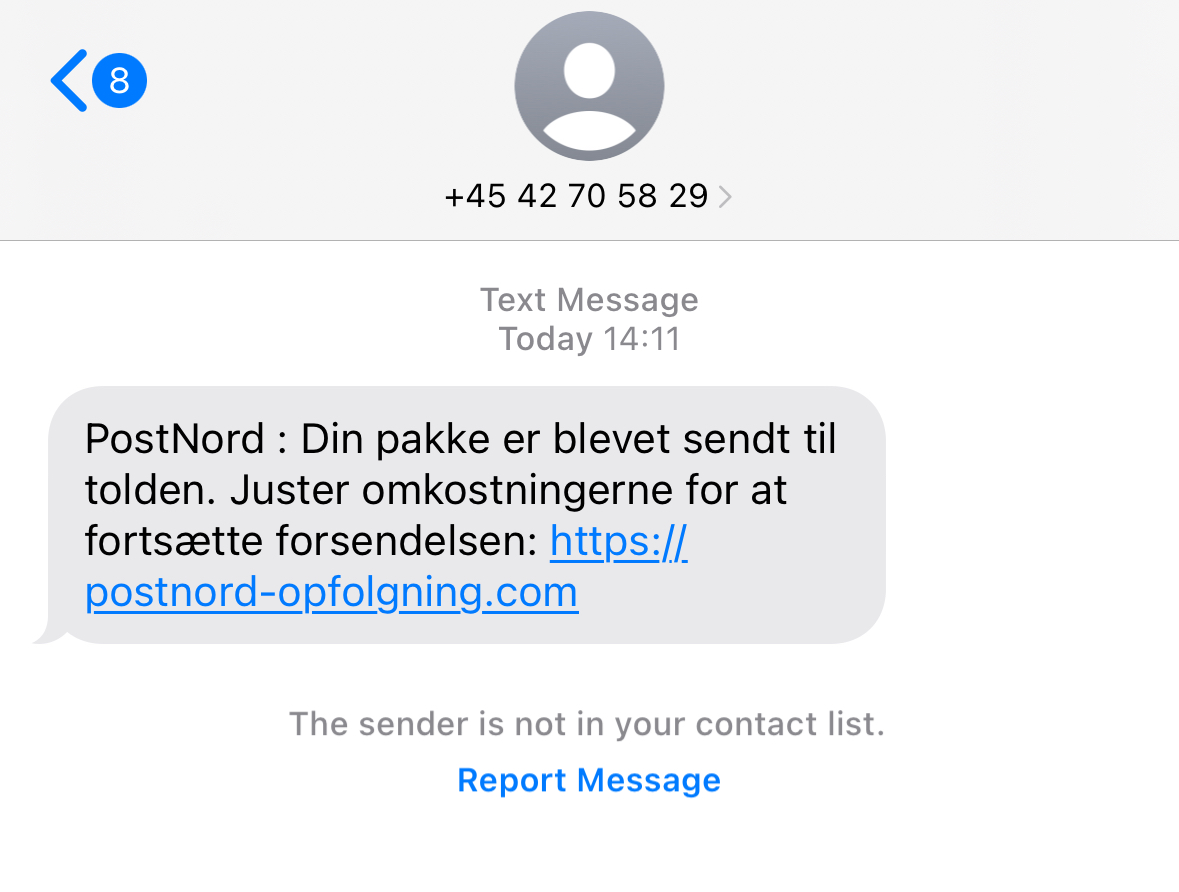 8
+45 42 70 58 29
Text Message
Today 14:11
PostNord : Din pakke er blevet sendt til
tolden. Juster omkostningerne for at
fortsætte forsendelsen: https://
postnord-opfolgning.com
The sender is not in your contact list.
Report Message